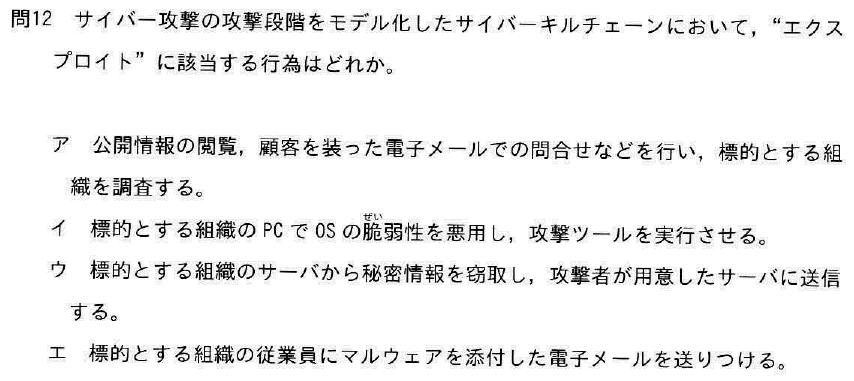 問12 サイバー攻撃の攻撃段階をモデル化したサイバーキルチェーンにおいて，“エクス
プロイト”に該当する行為はどれか。
ア 公開情報の閲覧，顧客を装った電子メールでの問合せなどを行い，標的とする組
織を調査する。
ぜい
イ 標的とする組織のPCでOSの脆弱性を悪用し，攻撃ツールを実行させる。
ウ 標的とする組織のサーバから秘密情報を窃取し，攻撃者が用意したサーバに送信
する。
エ 標的とする組織の従業員にマルウェアを添付した電子メールを送りつける。